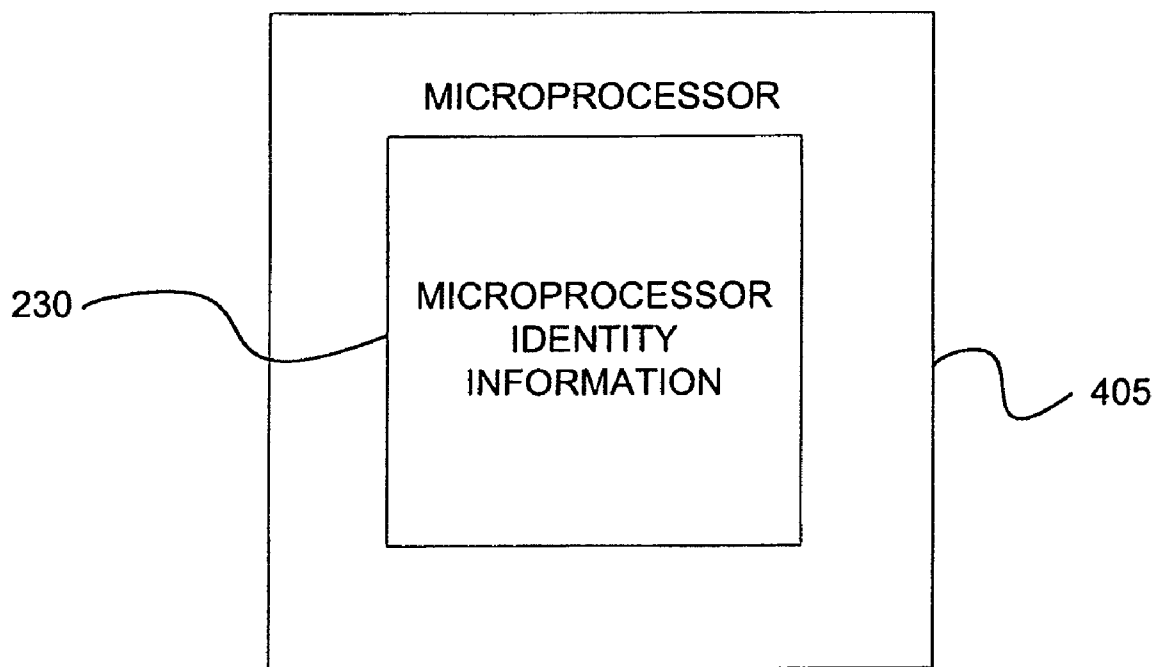 MICROPROCESSOR
230
MICROPROCESSOR
IDENTITY
INFORMATION
405